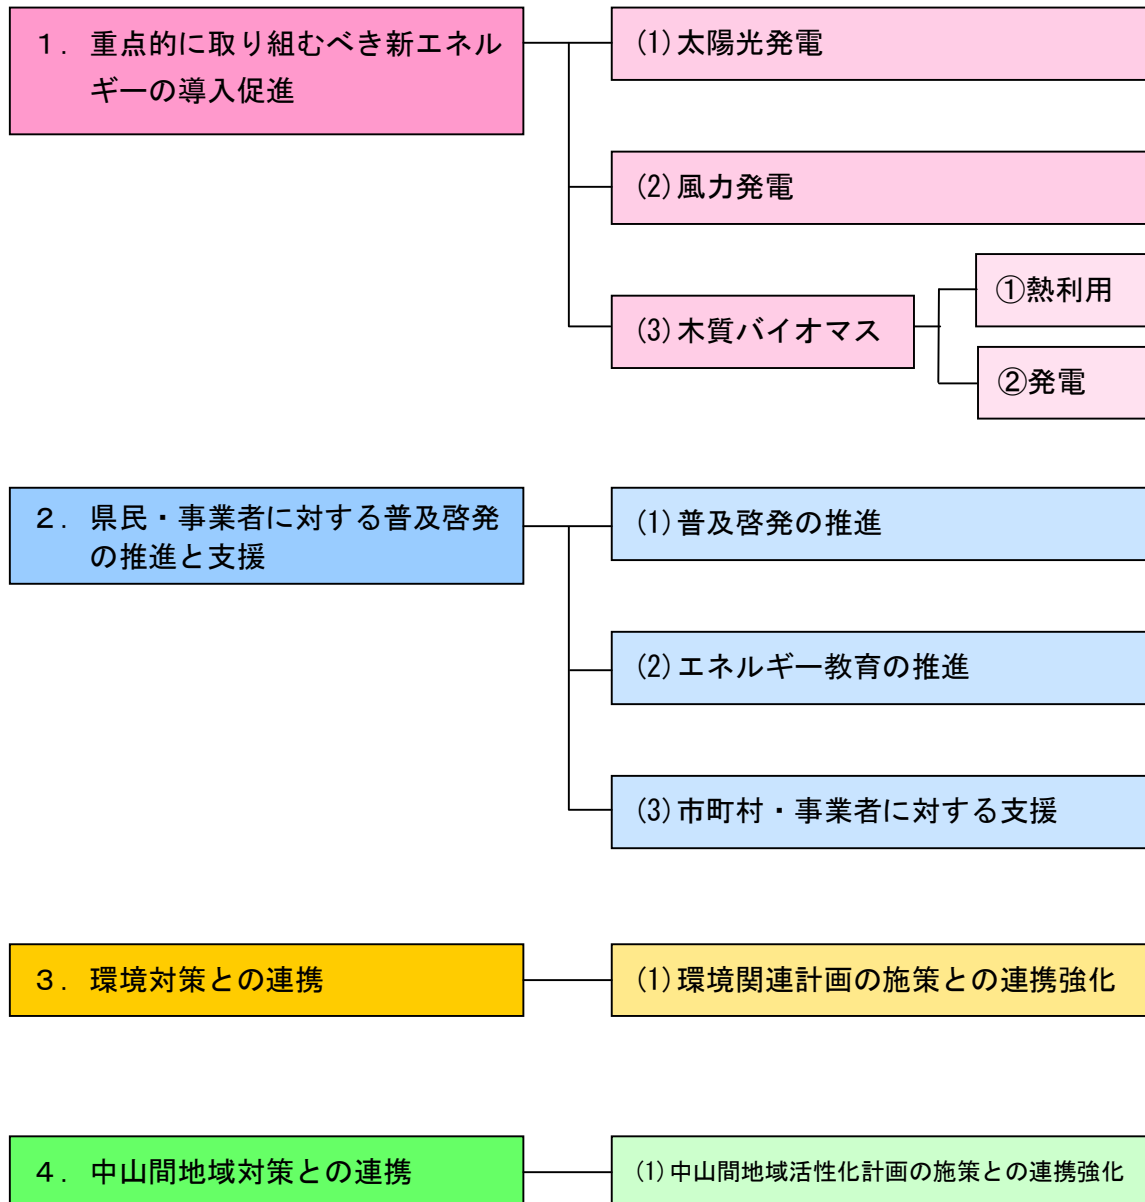 １．重点的に取り組むべき新エネル
ギーの導入促進
(1)太陽光発電
(2)風力発電
(3)木質バイオマス
①熱利用
②発電
２．県民・事業者に対する普及啓発
の推進と支援
(1)普及啓発の推進
(2)エネルギー教育の推進
(3)市町村・事業者に対する支援
３．環境対策との連携
(1)環境関連計画の施策との連携強化
４．中山間地域対策との連携
(1)中山間地域活性化計画の施策との連携強化